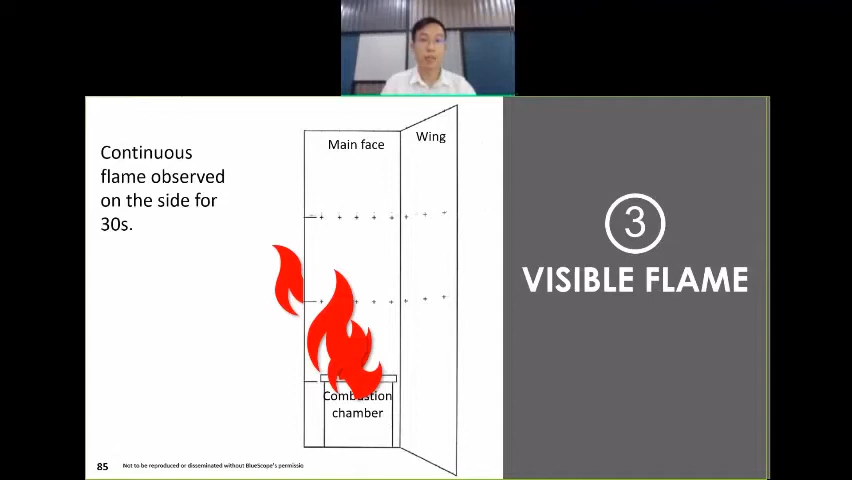 Continuous
flame observed
on the side for
30s.
Main face
Wing
Combustion
chamber
3
VISIBLE FLAME
85
Not to be reproduced or disseminated without BlueScope's permissio